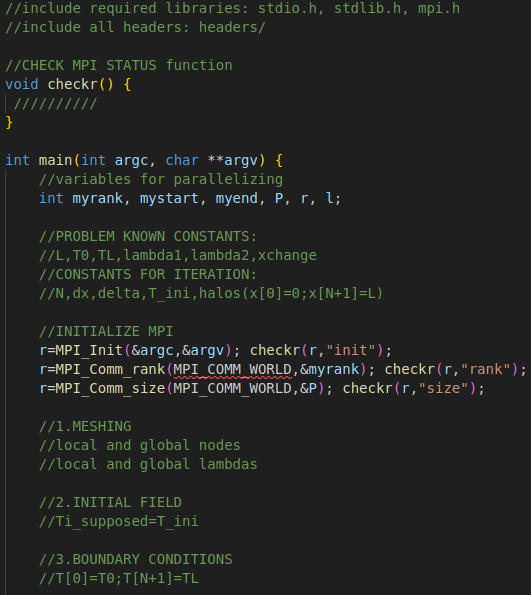 //include required libraries: stdio.h, stdlib.h, mpi.h
//include all headers: headers/
//CHECK MPI STATUS function
void checkr() {
//////////
}
int main(int argc, char **argv) {
//variables for parallelizing
int myrank, mystart, myend, P, r, l;
//PROBLEM KNOWN CONSTANTS:
//L,T0,TL,lambda1,lambda2,xchange
//CONSTANTS FOR ITERATION:
//N,dx,delta,T_ini,halos(x[0]=0;x[N+1]=L)
//INITIALIZE MPI
r=MPI_Init(&argc,&argv); checkr(r,"init");
r=MPI_Comm_rank(MPI_COMM_WORLD,&myrank); checkr(r,"rank");
r=MPI_Comm_size(MPI_COMM_WORLD,&P); checkr(r,"size");
//1.MESHING
//local and global nodes
//local and global lambdas
//2.INITIAL FIELD
//Ti_supposed=T_ini
//3.BOUNDARY CONDITIONS
//T[0]=T0;T[N+1]=TL